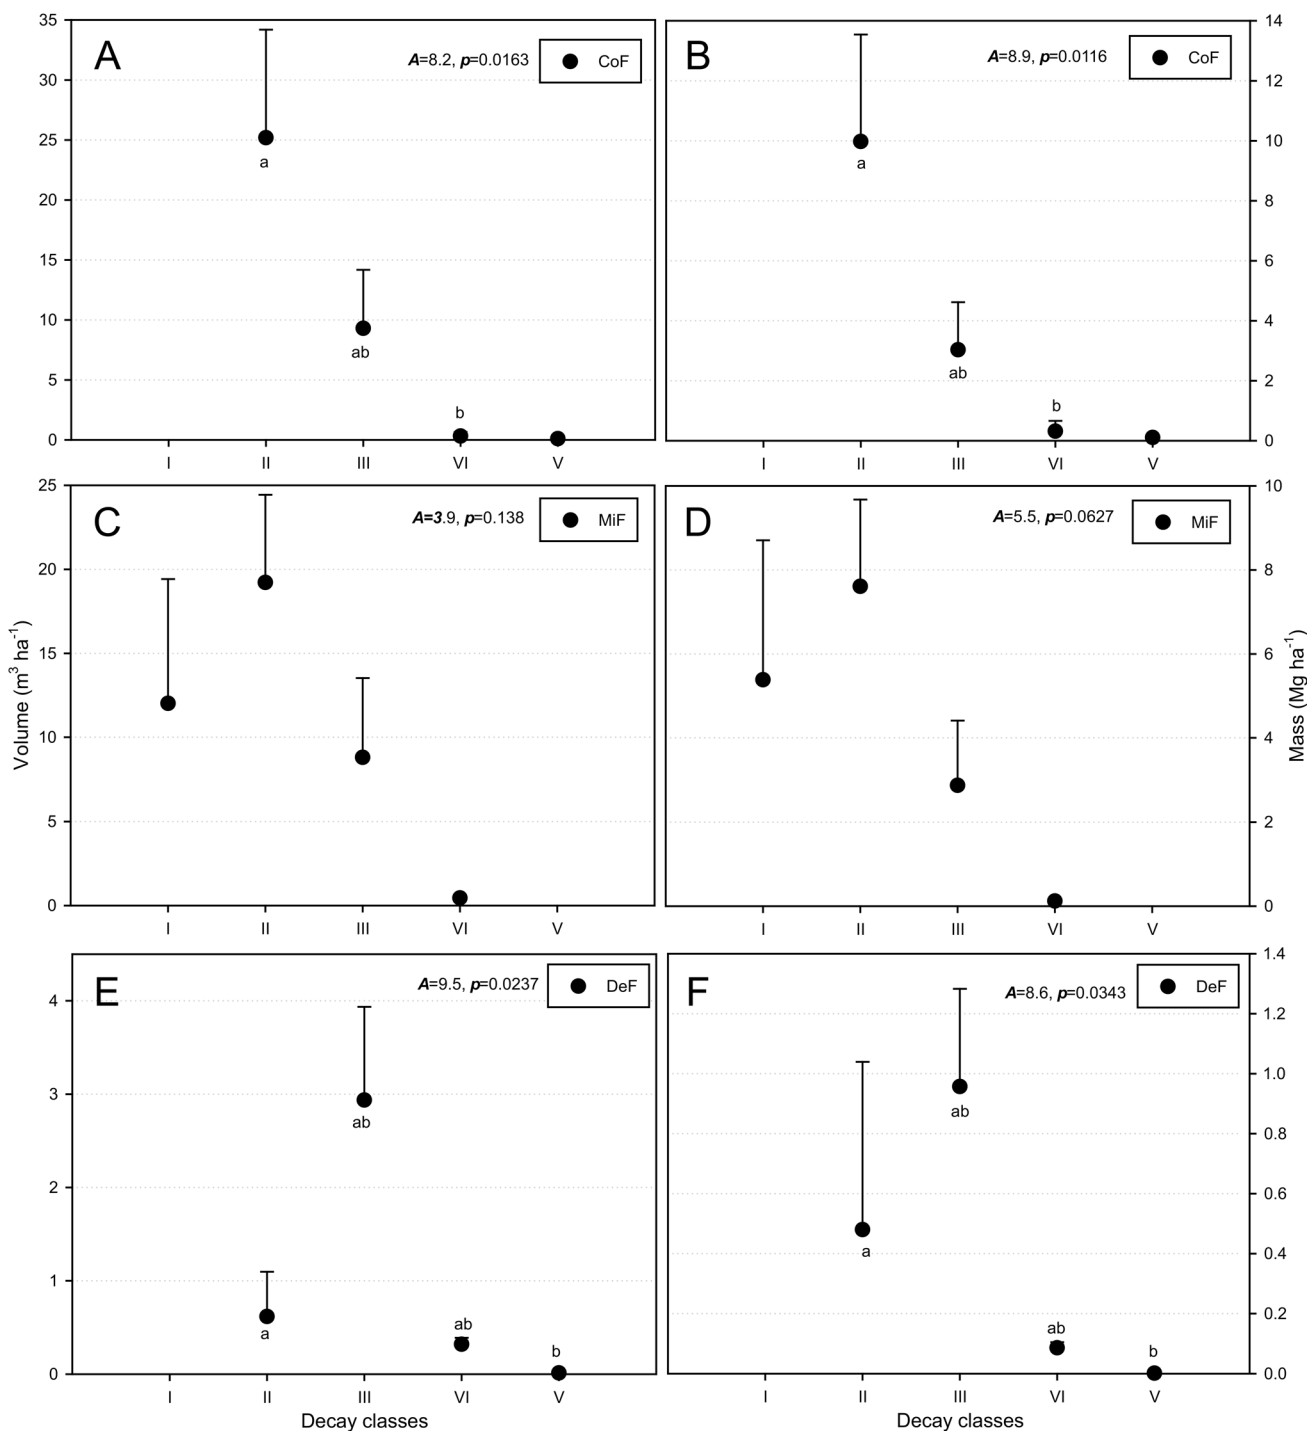 A
A=8.2, p=0.0163
CoF
35
30
25
20
15
10
5
0
a
ab
b
I II III VI V
B
A=8.9, p=0.0116
CoF
14
12
10
8
6
4
2
0
a
ab
b
I II III VI V
C
A=3.9, p=0.138
MiF
25
20
15
10
5
0
I II III VI V
Volume (m³ ha⁻¹)
D
A=5.5, p=0.0627
MiF
10
8
6
4
2
0
I II III VI V
Mass (Mg ha⁻¹)
E
A=9.5, p=0.0237
DeF
4
3
2
1
0
ab
a
ab
b
I II III VI V
Decay classes
F
A=8.6, p=0.0343
DeF
1.4
1.2
1.0
0.8
0.6
0.4
0.2
0.0
ab
a
ab
b
I II III VI V
Decay classes